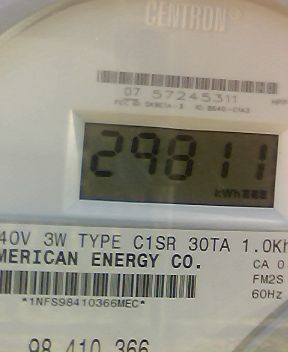 CENTRON®
07 57245311
29811
kWh
40V 3W TYPE C1SR 30TA 1.0Kh
MERICAN ENERGY CO.
CA 0
FM2S
*1NFS98410366MEC*
60Hz
98 410 366